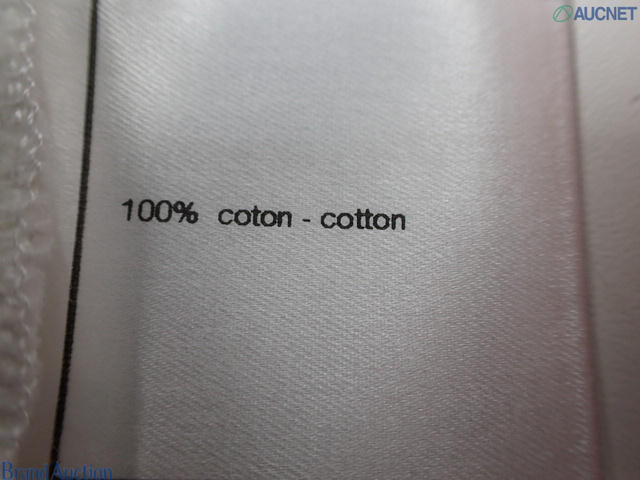 AUCNET
100% coton - cotton
Brand Auction